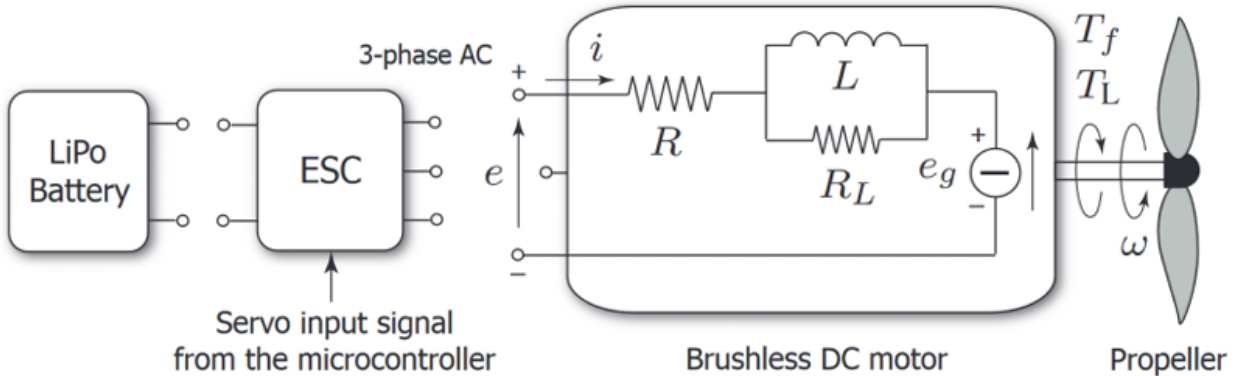 3-phase AC
LiPo
Battery
ESC
Servo input signal
from the microcontroller
+
i
e
−
R
L
R_L
+
e_g
−
T_f
T_L
ω
Brushless DC motor
Propeller